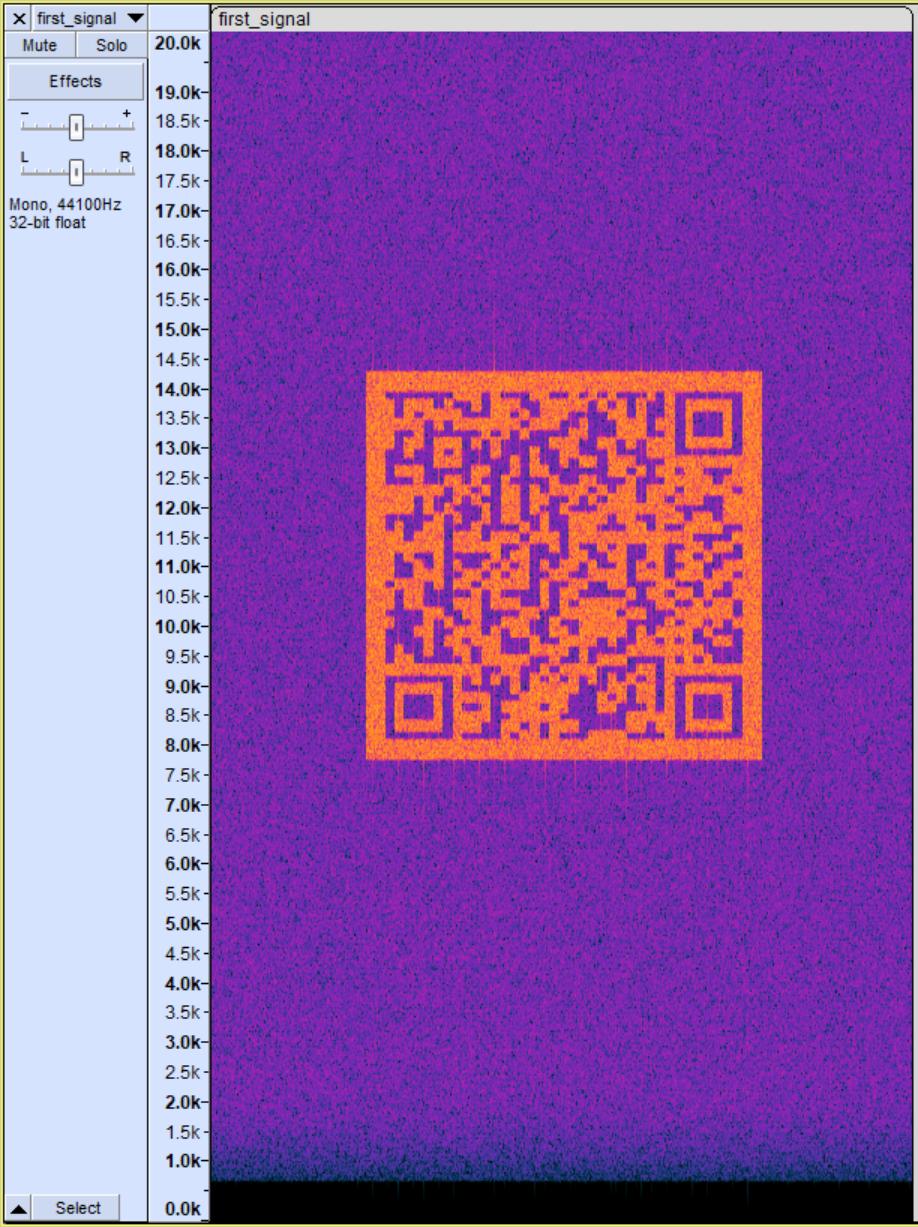 first_signal
first_signal
Mute Solo
Effects
- +
L R
Mono, 44100Hz
32-bit float
20.0k
19.0k
18.5k
18.0k
17.5k
17.0k
16.5k
16.0k
15.5k
15.0k
14.5k
14.0k
13.5k
13.0k
12.5k
12.0k
11.5k
11.0k
10.5k
10.0k
9.5k
9.0k
8.5k
8.0k
7.5k
7.0k
6.5k
6.0k
5.5k
5.0k
4.5k
4.0k
3.5k
3.0k
2.5k
2.0k
1.5k
1.0k
0.0k
Select